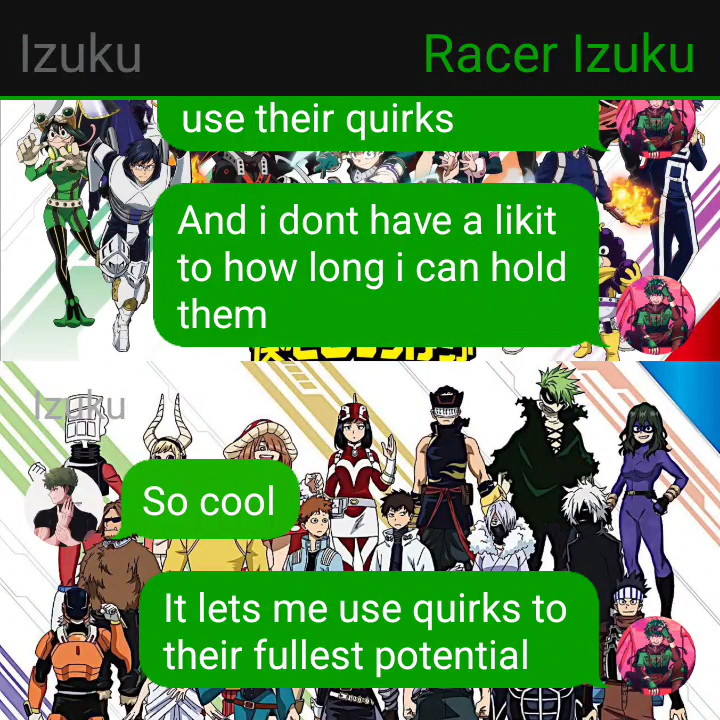 Izuku
Racer Izuku
use their quirks
And i dont have a likit
to how long i can hold
them
Izuku
So cool
It lets me use quirks to
their fullest potential